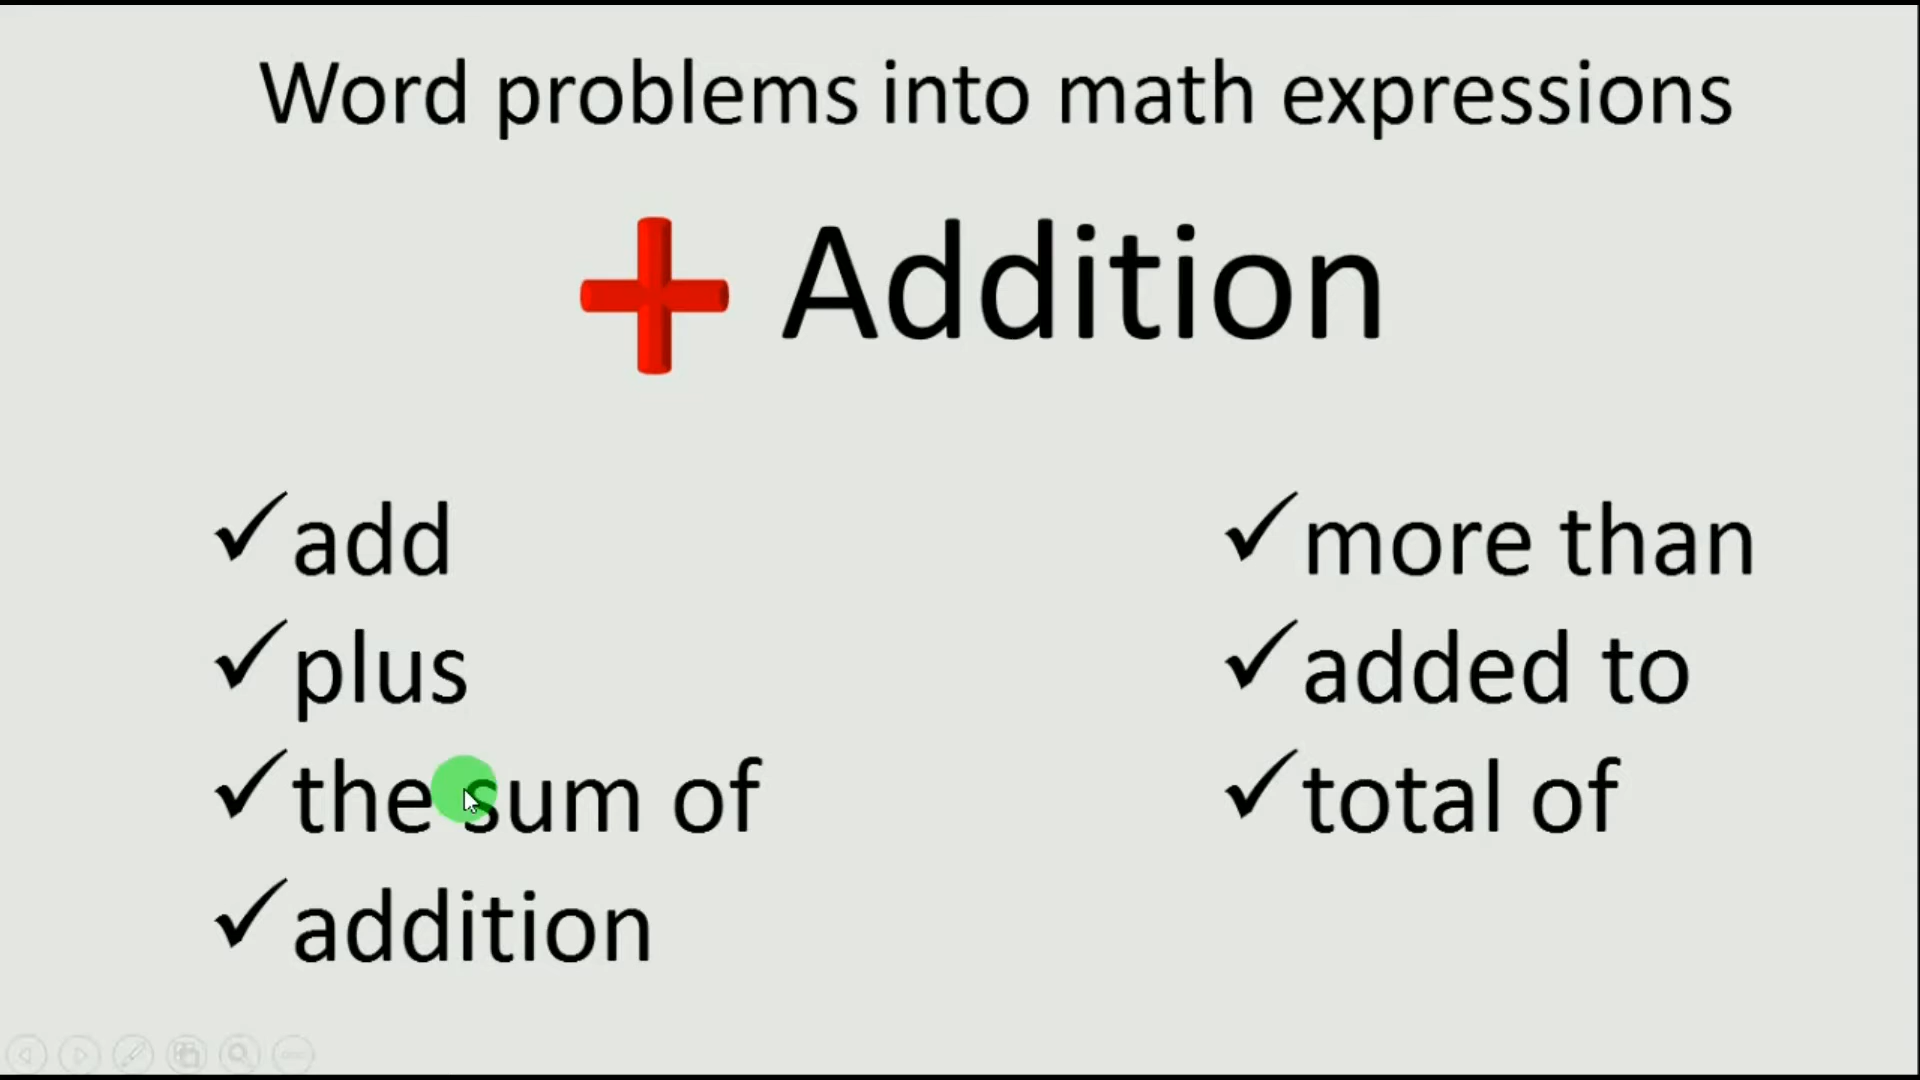 Word problems into math expressions
Addition
✓add
✓plus
✓the sum of
✓addition
✓more than
✓added to
✓total of